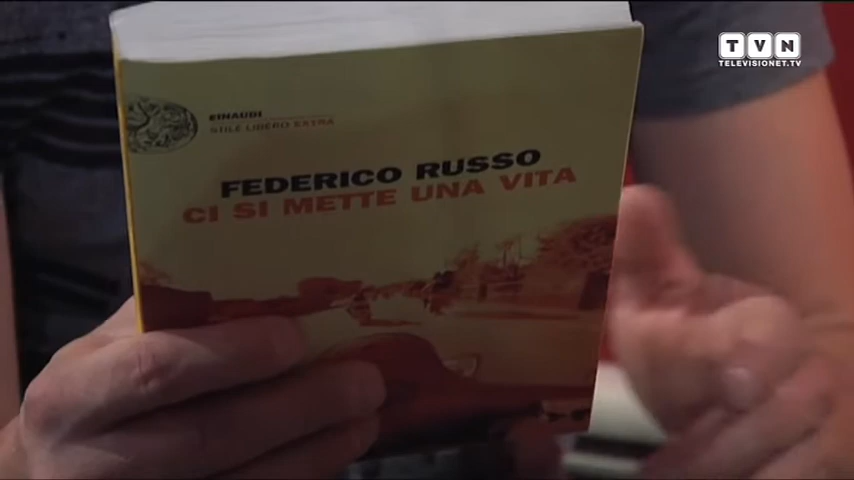 TVN
TELEVISIONET.TV
EINAUDI
STILE LIBERO EXTRA
FEDERICO RUSSO
CI SI METTE UNA VITA